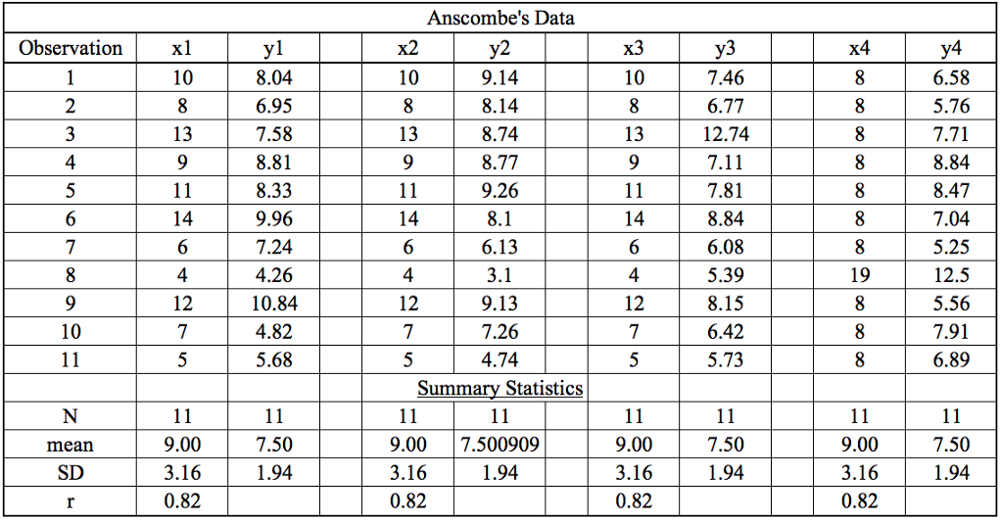 Anscombe's Data
Observation x1 y1 x2 y2 x3 y3 x4 y4
1 10 8.04 10 9.14 10 7.46 8 6.58
2 8 6.95 8 8.14 8 6.77 8 5.76
3 13 7.58 13 8.74 13 12.74 8 7.71
4 9 8.81 9 8.77 9 7.11 8 8.84
5 11 8.33 11 9.26 11 7.81 8 8.47
6 14 9.96 14 8.1 14 8.84 8 7.04
7 6 7.24 6 6.13 6 6.08 8 5.25
8 4 4.26 4 3.1 4 5.39 19 12.5
9 12 10.84 12 9.13 12 8.15 8 5.56
10 7 4.82 7 7.26 7 6.42 8 7.91
11 5 5.68 5 4.74 5 5.73 8 6.89
Summary Statistics
N 11 11 11 11 11 11 11 11
mean 9.00 7.50 9.00 7.500909 9.00 7.50 9.00 7.50
SD 3.16 1.94 3.16 1.94 3.16 1.94 3.16 1.94
r 0.82 0.82 0.82 0.82